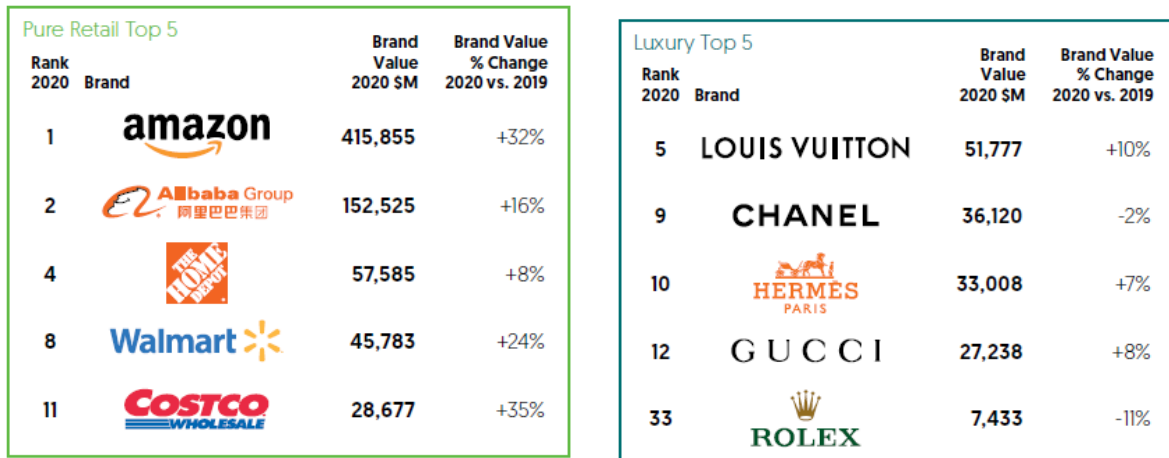 Pure Retail Top 5
Rank 2020 Brand Brand Value 2020 $M Brand Value % Change 2020 vs. 2019
1 amazon 415,855 +32%
2 Alibaba Group 阿里巴巴集团 152,525 +16%
4 THE HOME DEPOT 57,585 +8%
8 Walmart 45,783 +24%
11 COSTCO WHOLESALE 28,677 +35%
Luxury Top 5
Rank 2020 Brand Brand Value 2020 $M Brand Value % Change 2020 vs. 2019
5 LOUIS VUITTON 51,777 +10%
9 CHANEL 36,120 -2%
10 HERMÈS PARIS 33,008 +7%
12 GUCCI 27,238 +8%
33 ROLEX 7,433 -11%